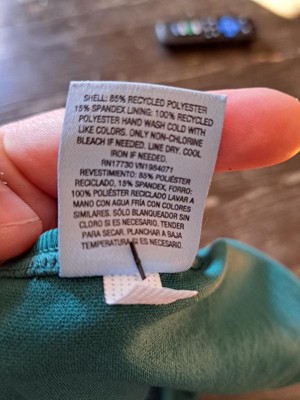 SHELL: 85% RECYCLED POLYESTER
15% SPANDEX LINING: 100% RECYCLED
POLYESTER HAND WASH COLD WITH
LIKE COLORS. ONLY NON-CHLORINE
BLEACH IF NEEDED. LINE DRY. COOL
IRON IF NEEDED.
RN17730 VN1954071
REVESTIMIENTO: 85% POLIÉSTER
RECICLADO, 15% SPANDEX, FORRO:
100% POLIÉSTER RECICLADO LAVAR A
MANO CON AGUA FRÍA CON COLORES
SIMILARES. SÓLO BLANQUEADOR SIN
CLORO SI ES NECESARIO. TENDER
PARA SECAR. PLANCHAR A BAJA
TEMPERATURA SI ES NECESARIO.